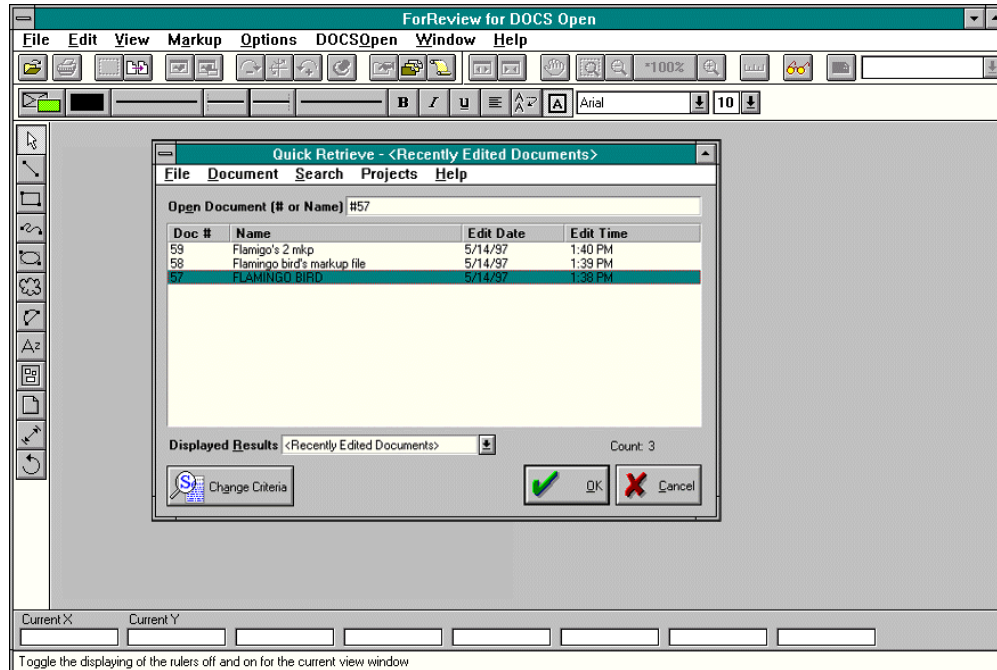 ForReview for DOCS Open
File Edit View Markup Options DOCSOpen Window Help
*100%
B I u A Arial 10
Quick Retrieve - <Recently Edited Documents>
File Document Search Projects Help
Open Document (# or Name) #57
Doc # Name Edit Date Edit Time
59 Flamigo's 2 mkp 5/14/97 1:40 PM
58 Flamingo bird's markup file 5/14/97 1:39 PM
57 FLAMINGO BIRD 5/14/97 1:38 PM
Displayed Results <Recently Edited Documents> Count: 3
Change Criteria OK Cancel
Current X Current Y
Toggle the displaying of the rulers off and on for the current view window